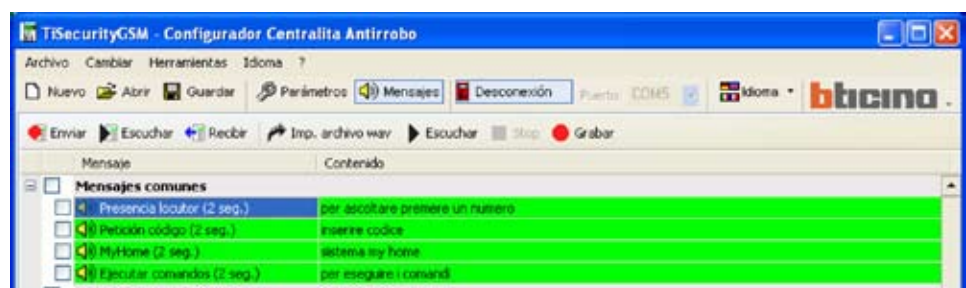 TiSecurityGSM - Configurador Centralita Antirrobo
Archivo Cambiar Herramientas Idioma ?
Nuevo Abrir Guardar Parámetros Mensajes Desconexión Puerto COM5 Idioma bticino
Enviar Escuchar Recibir Imp. archivo wav Escuchar Stop Grabar
Mensaje Contenido
Mensajes comunes
Presencia locutor (2 seg.) per ascoltare premere un numero
Petición código (2 seg.) inserire codice
MyHome (2 seg.) sistema my home
Ejecutar comandos (2 seg.) per eseguire i comandi